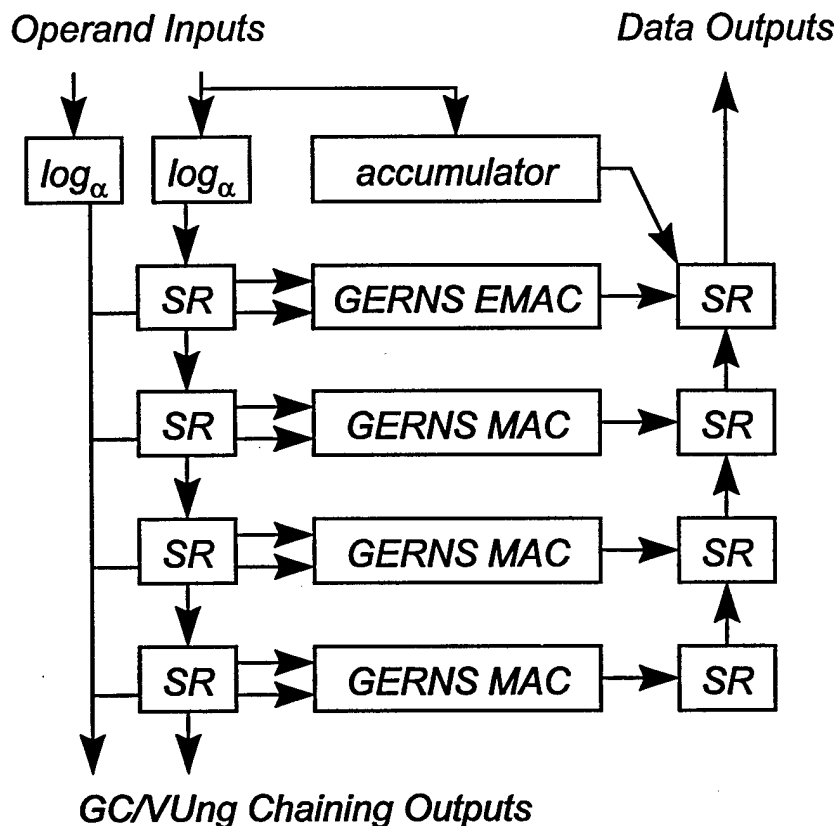 Operand Inputs
Data Outputs
logα
logα
accumulator
SR
GERNS EMAC
SR
SR
GERNS MAC
SR
SR
GERNS MAC
SR
SR
GERNS MAC
SR
GC/VUng Chaining Outputs